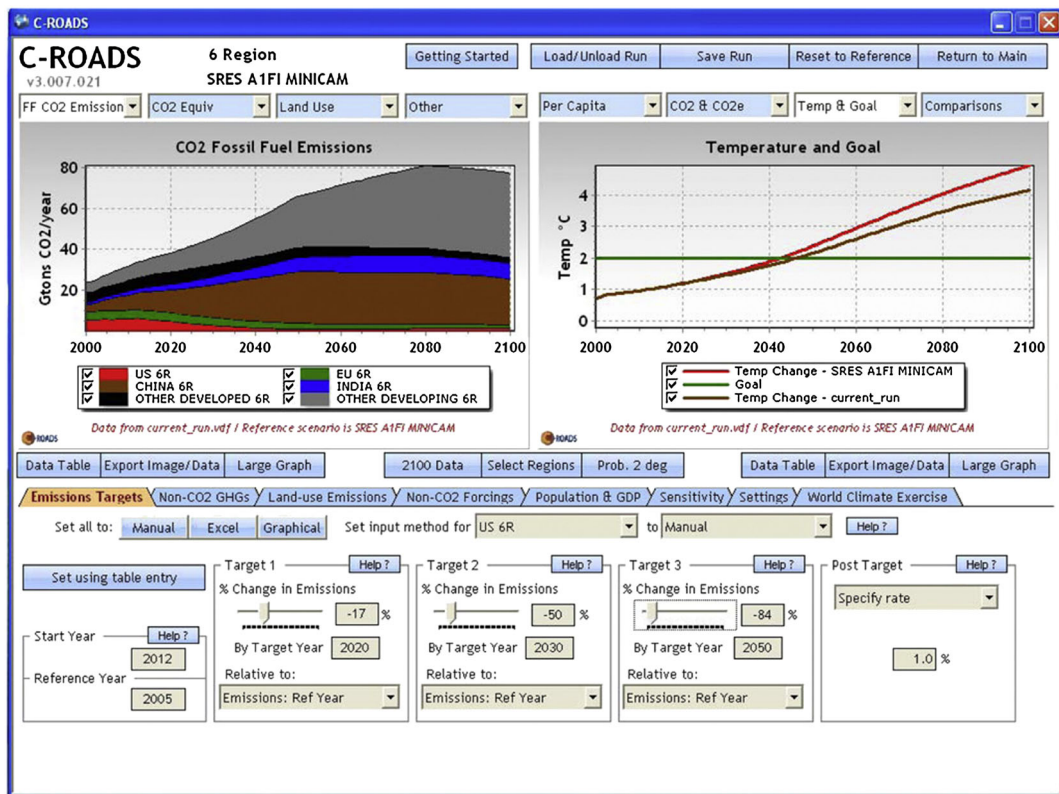 C-ROADS
C-ROADS
v3.007.021
6 Region
SRES A1FI MINICAM
Getting Started
Load/Unload Run
Save Run
Reset to Reference
Return to Main
FF CO2 Emission
CO2 Equiv
Land Use
Other
Per Capita
CO2 & CO2e
Temp & Goal
Comparisons
CO2 Fossil Fuel Emissions
Gtons CO2/year
80
60
40
20
2000 2020 2040 2060 2080 2100
US 6R
EU 6R
CHINA 6R
INDIA 6R
OTHER DEVELOPED 6R
OTHER DEVELOPING 6R
C-ROADS
Data from current_run.vdf / Reference scenario is SRES A1FI MINICAM
Temperature and Goal
Temp °C
4
3
2
1
0
2000 2020 2040 2060 2080 2100
Temp Change - SRES A1FI MINICAM
Goal
Temp Change - current_run
C-ROADS
Data from current_run.vdf / Reference scenario is SRES A1FI MINICAM
Data Table
Export Image/Data
Large Graph
2100 Data
Select Regions
Prob. 2 deg
Data Table
Export Image/Data
Large Graph
Emissions Targets
Non-CO2 GHGs
Land-use Emissions
Non-CO2 Forcings
Population & GDP
Sensitivity
Settings
World Climate Exercise
Set all to:
Manual
Excel
Graphical
Set input method for
US 6R
to
Manual
Help ?
Set using table entry
Start Year
Help ?
2012
Reference Year
2005
Target 1
Help ?
% Change in Emissions
-17 %
By Target Year 2020
Relative to:
Emissions: Ref Year
Target 2
Help ?
% Change in Emissions
-50 %
By Target Year 2030
Relative to:
Emissions: Ref Year
Target 3
Help ?
% Change in Emissions
-84 %
By Target Year 2050
Relative to:
Emissions: Ref Year
Post Target
Help ?
Specify rate
1.0 %